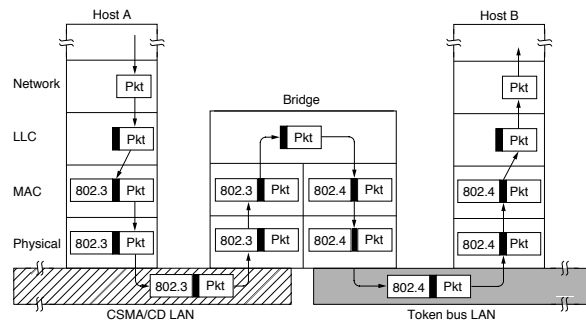 Host A
Host B
Network
Pkt
Pkt
Bridge
LLC
Pkt
Pkt
Pkt
MAC
802.3 Pkt
802.3 Pkt
802.4 Pkt
802.4 Pkt
Physical
802.3 Pkt
802.3 Pkt
802.4 Pkt
802.4 Pkt
802.3 Pkt
802.4 Pkt
CSMA/CD LAN
Token bus LAN